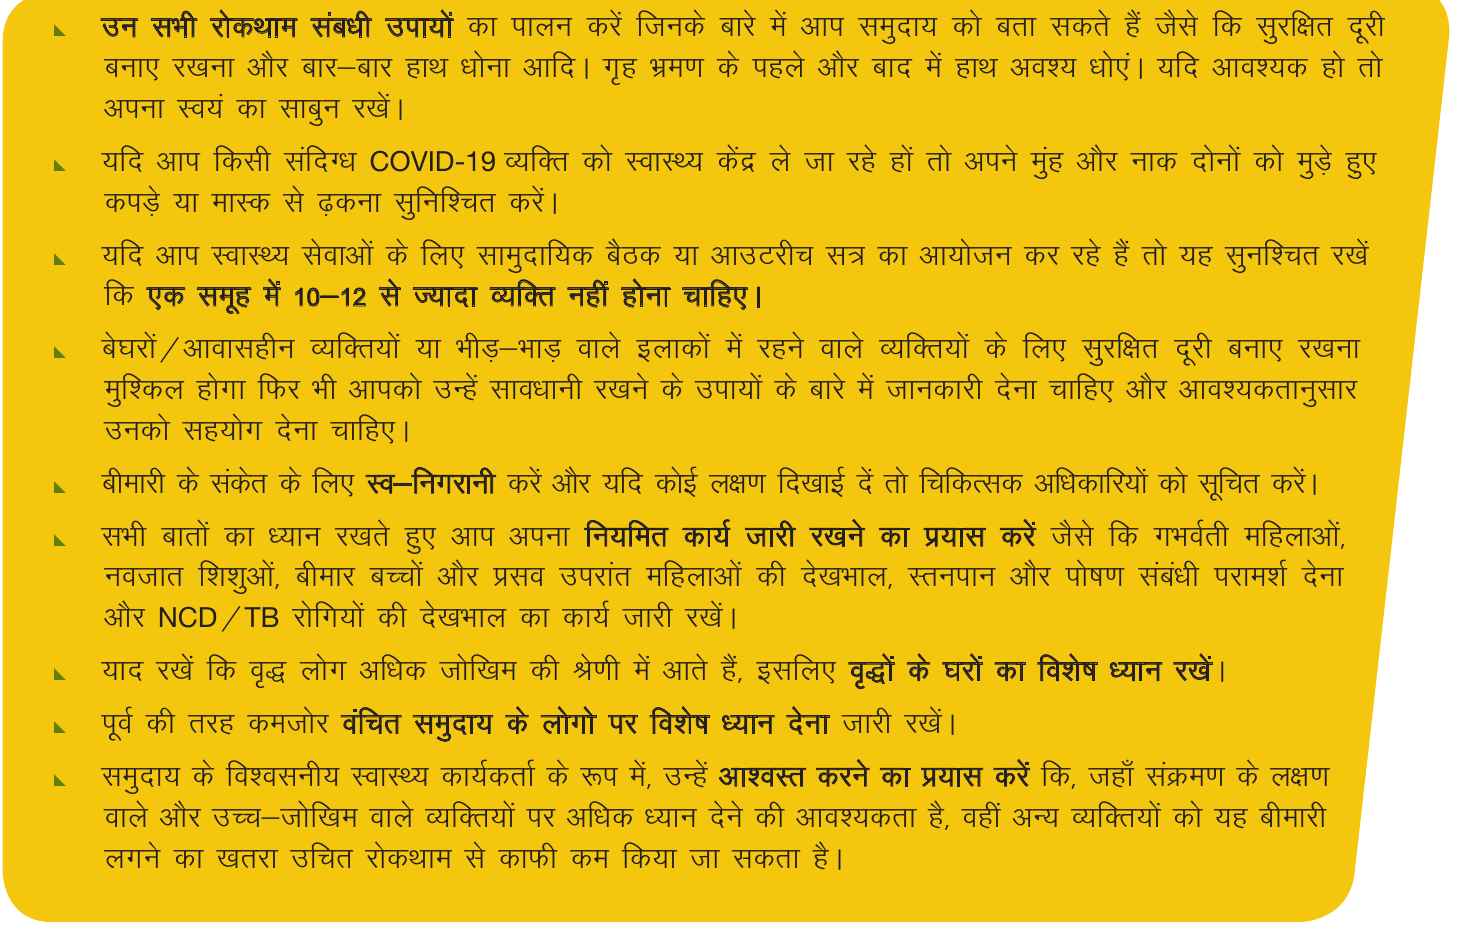 उन सभी रोकथाम संबधी उपायों का पालन करें जिनके बारे में आप समुदाय को बता सकते हैं जैसे कि सुरक्षित दूरी
बनाए रखना और बार–बार हाथ धोना आदि। गृह भ्रमण के पहले और बाद में हाथ अवश्य धोएं। यदि आवश्यक हो तो
अपना स्वयं का साबुन रखें।
यदि आप किसी संदिग्ध COVID-19 व्यक्ति को स्वास्थ्य केंद्र ले जा रहे हों तो अपने मुंह और नाक दोनों को मुड़े हुए
कपड़े या मास्क से ढ़कना सुनिश्चित करें।
यदि आप स्वास्थ्य सेवाओं के लिए सामुदायिक बैठक या आउटरीच सत्र का आयोजन कर रहे हैं तो यह सुनश्चित रखें
कि एक समूह में 10–12 से ज्यादा व्यक्ति नहीं होना चाहिए।
बेघरों/आवासहीन व्यक्तियों या भीड़–भाड़ वाले इलाकों में रहने वाले व्यक्तियों के लिए सुरक्षित दूरी बनाए रखना
मुश्किल होगा फिर भी आपको उन्हें सावधानी रखने के उपायों के बारे में जानकारी देना चाहिए और आवश्यकतानुसार
उनको सहयोग देना चाहिए।
बीमारी के संकेत के लिए स्व–निगरानी करें और यदि कोई लक्षण दिखाई दें तो चिकित्सक अधिकारियों को सूचित करें।
सभी बातों का ध्यान रखते हुए आप अपना नियमित कार्य जारी रखने का प्रयास करें जैसे कि गभर्वती महिलाओं,
नवजात शिशुओं, बीमार बच्चों और प्रसव उपरांत महिलाओं की देखभाल, स्तनपान और पोषण संबंधी परामर्श देना
और NCD/TB रोगियों की देखभाल का कार्य जारी रखें।
याद रखें कि वृद्ध लोग अधिक जोखिम की श्रेणी में आते हैं, इसलिए वृद्धों के घरों का विशेष ध्यान रखें।
पूर्व की तरह कमजोर वंचित समुदाय के लोगो पर विशेष ध्यान देना जारी रखें।
समुदाय के विश्वसनीय स्वास्थ्य कार्यकर्ता के रूप में, उन्हें आश्वस्त करने का प्रयास करें कि, जहाँ संक्रमण के लक्षण
वाले और उच्च–जोखिम वाले व्यक्तियों पर अधिक ध्यान देने की आवश्यकता है, वहीं अन्य व्यक्तियों को यह बीमारी
लगने का खतरा उचित रोकथाम से काफी कम किया जा सकता है।